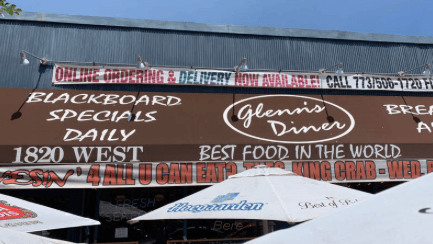 ONLINE ORDERING & DELIVERY NOW AVAILABLE! CALL 773/506-1720
BLACKBOARD
SPECIALS
DAILY
Glenn's
Diner
1820 WEST
BEST FOOD IN THE WORLD
4 ALL U CAN EAT? KING CRAB - WED
Hoegaarden